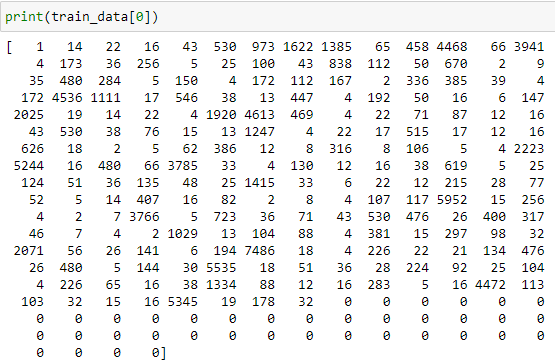 print(train_data[0])
[ 1 14 22 16 43 530 973 1622 1385 65 458 4468 66 3941
4 173 36 256 5 25 100 43 838 112 50 670 2 9
35 480 284 5 150 4 172 112 167 2 336 385 39 4
172 4536 1111 17 546 38 13 447 4 192 50 16 6 147
2025 19 14 22 4 1920 4613 469 4 22 71 87 12 16
43 530 38 76 15 13 1247 4 22 17 515 17 12 16
626 18 2 5 62 386 12 8 316 8 106 5 4 2223
5244 16 480 66 3785 33 4 130 12 16 38 619 5 25
124 51 36 135 48 25 1415 33 6 22 12 215 28 77
52 5 14 407 16 82 2 8 4 107 117 5952 15 256
4 2 7 3766 5 723 36 71 43 530 476 26 400 317
46 7 4 2 1029 13 104 88 4 381 15 297 98 32
2071 56 26 141 6 194 7486 18 4 226 22 21 134 476
26 480 5 144 30 5535 18 51 36 28 224 92 25 104
4 226 65 16 38 1334 88 12 16 283 5 16 4472 113
103 32 15 16 5345 19 178 32 0 0 0 0 0 0
0 0 0 0 0 0 0 0 0 0 0 0 0 0
0 0 0 0 0 0 0 0 0 0 0 0 0 0
0 0 0 0]